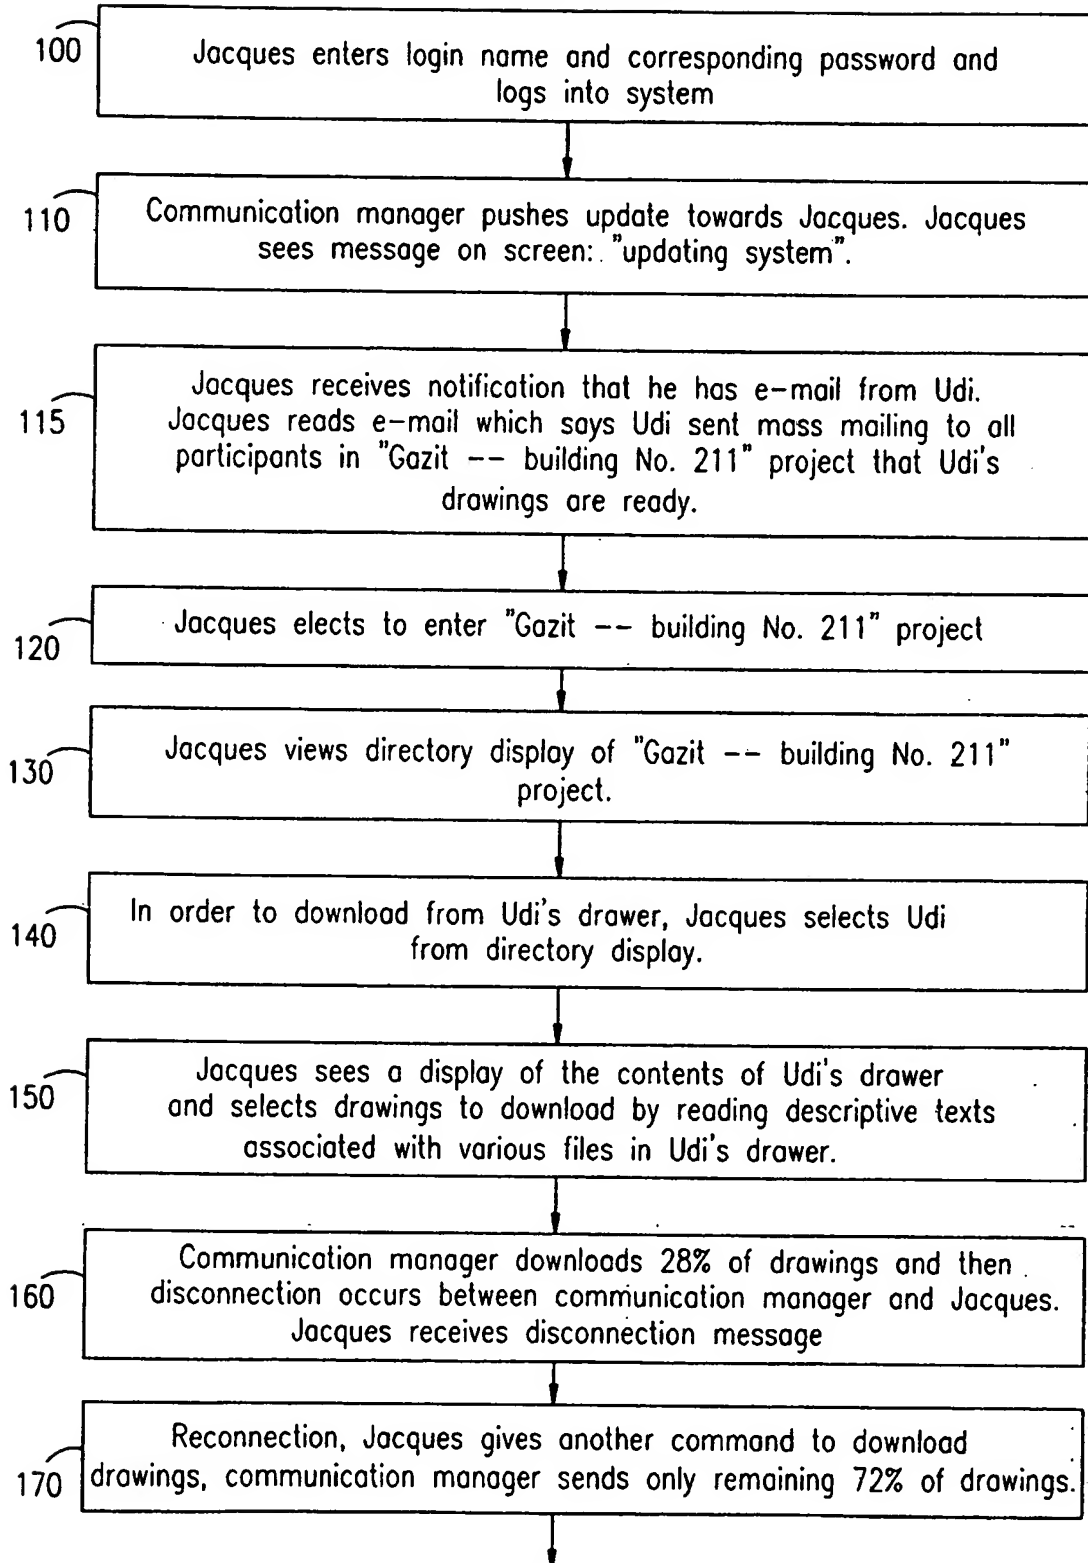 100
Jacques enters login name and corresponding password and
logs into system
110
Communication manager pushes update towards Jacques. Jacques
sees message on screen: "updating system".
115
Jacques receives notification that he has e-mail from Udi.
Jacques reads e-mail which says Udi sent mass mailing to all
participants in "Gazit -- building No. 211" project that Udi's
drawings are ready.
120
Jacques elects to enter "Gazit -- building No. 211" project
130
Jacques views directory display of "Gazit -- building No. 211"
project.
140
In order to download from Udi's drawer, Jacques selects Udi
from directory display.
150
Jacques sees a display of the contents of Udi's drawer
and selects drawings to download by reading descriptive texts
associated with various files in Udi's drawer.
160
Communication manager downloads 28% of drawings and then
disconnection occurs between communication manager and Jacques.
Jacques receives disconnection message
170
Reconnection, Jacques gives another command to download
drawings, communication manager sends only remaining 72% of drawings.